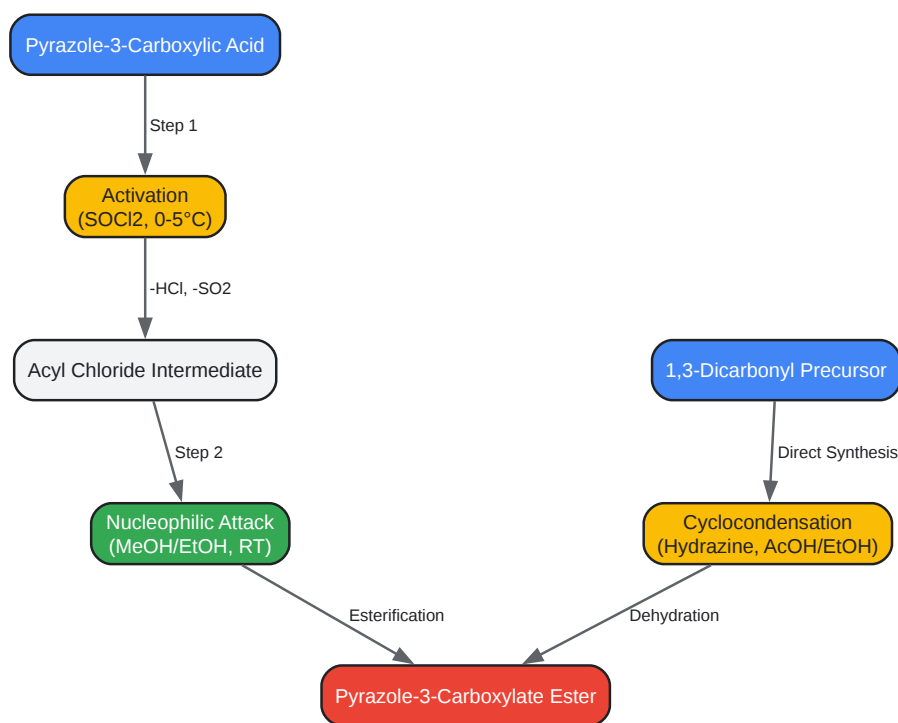 Pyrazole-3-Carboxylic Acid
Step 1
Activation
(SOCl2, 0-5°C)
-HCl, -SO2
Acyl Chloride Intermediate
1,3-Dicarbonyl Precursor
Step 2
Direct Synthesis
Nucleophilic Attack
(MeOH/EtOH, RT)
Cyclocondensation
(Hydrazine, AcOH/EtOH)
Esterification
Dehydration
Pyrazole-3-Carboxylate Ester